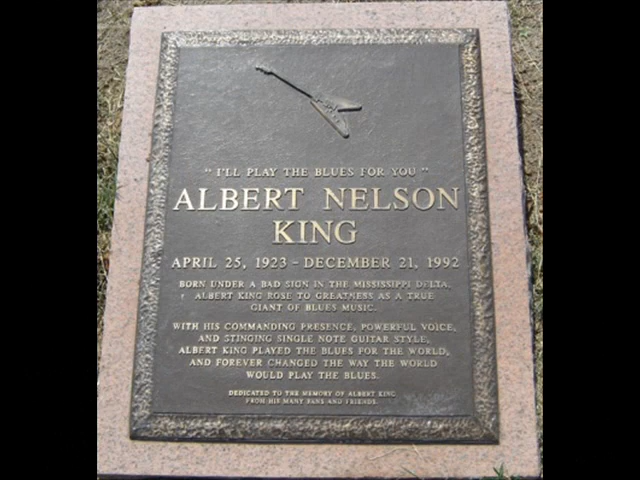 " I'LL PLAY THE BLUES FOR YOU "
ALBERT NELSON
KING
APRIL 25, 1923 - DECEMBER 21, 1992
BORN UNDER A BAD SIGN IN THE MISSISSIPPI DELTA,
ALBERT KING ROSE TO GREATNESS AS A TRUE
GIANT OF BLUES MUSIC.
WITH HIS COMMANDING PRESENCE, POWERFUL VOICE,
AND STINGING SINGLE NOTE GUITAR STYLE,
ALBERT KING PLAYED THE BLUES FOR THE WORLD,
AND FOREVER CHANGED THE WAY THE WORLD
WOULD PLAY THE BLUES.
DEDICATED TO THE MEMORY OF ALBERT KING
FROM HIS MANY FANS AND FRIENDS.